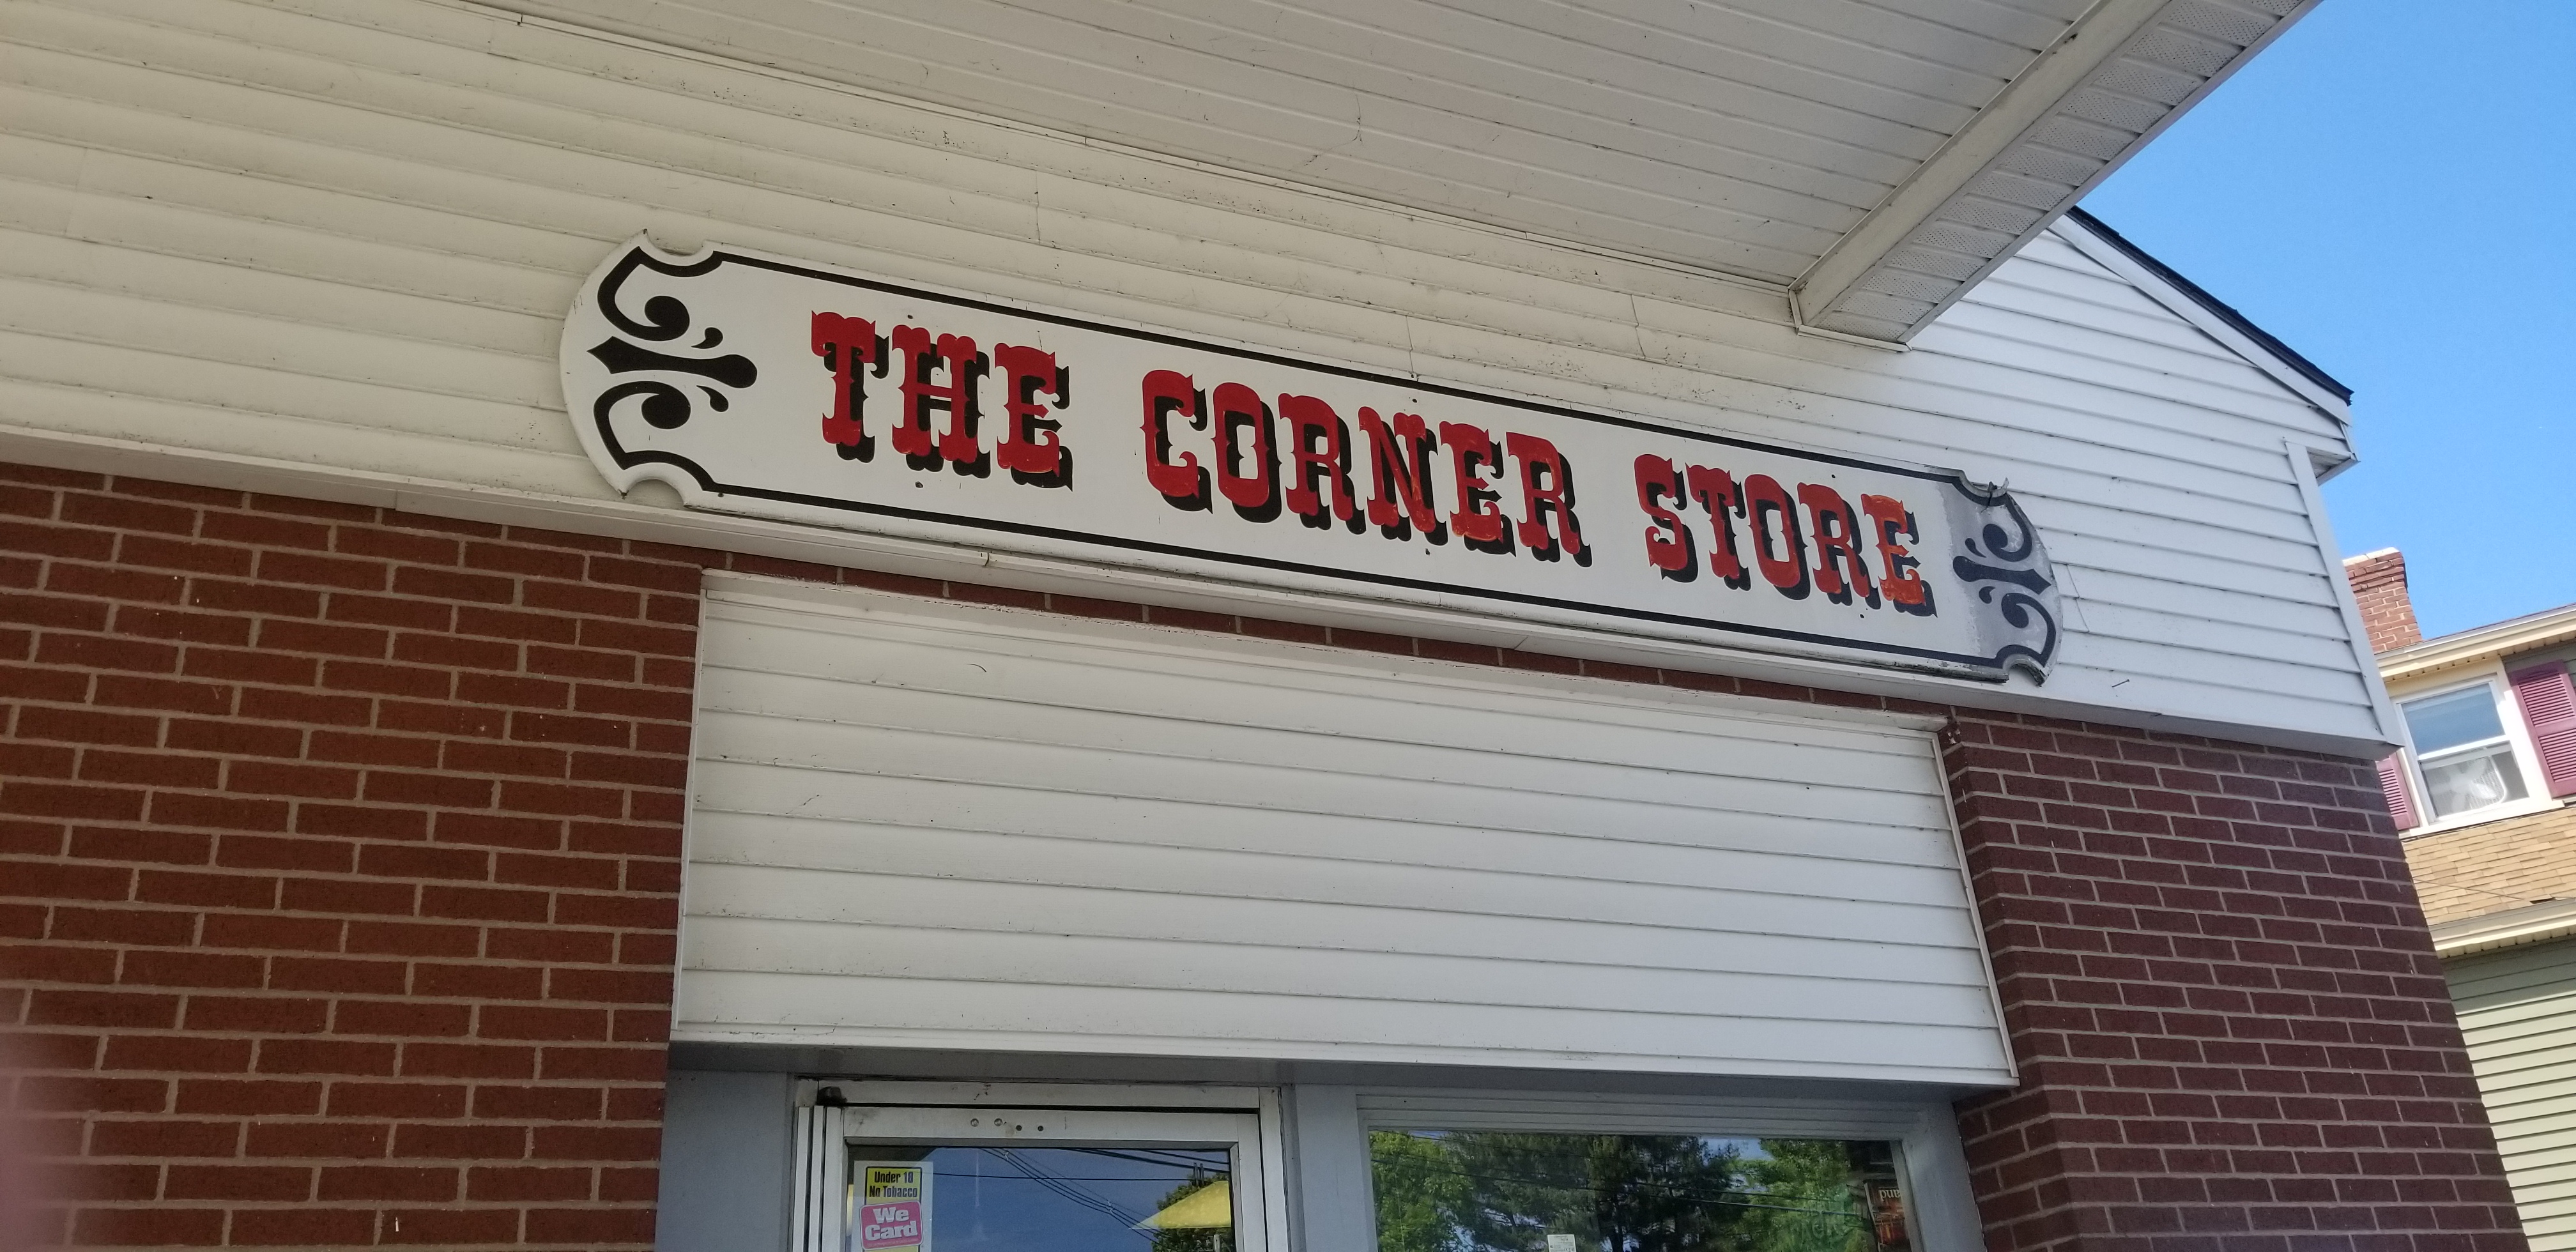 THE CORNER STORE
Under 18
No Tobacco
We
Card